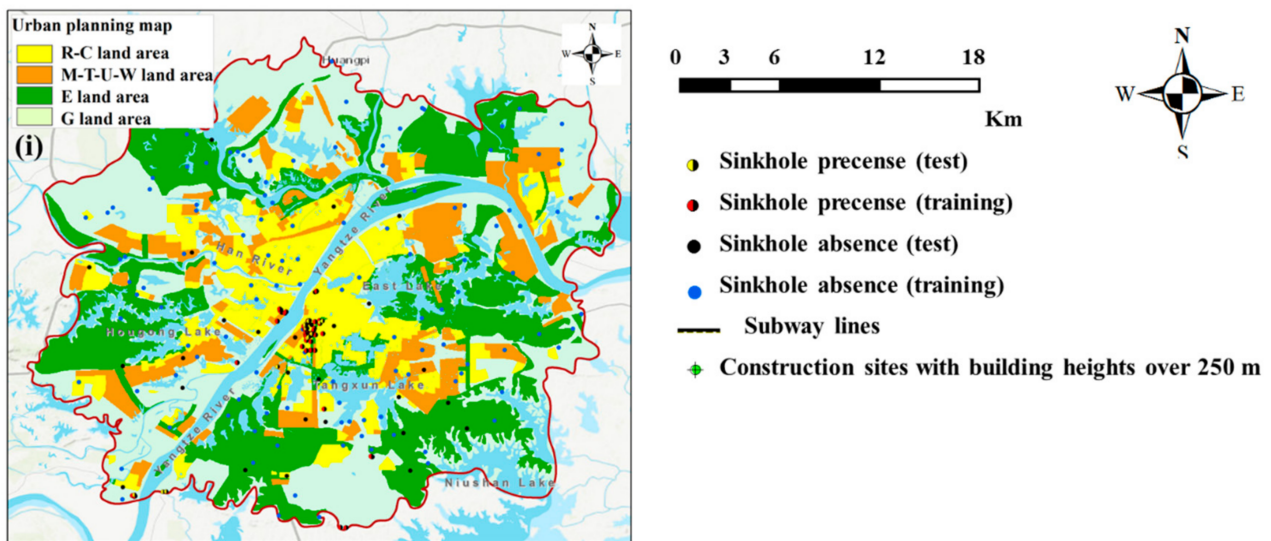 Urban planning map
R-C land area
M-T-U-W land area
E land area
G land area
(i)
N
W E
S
Huangpi
Yangtze River
Han River
East Lake
Hougong Lake
Yangxun Lake
Yangtze River
Niushan Lake
0 3 6 12 18
Km
N
W E
S
Sinkhole precense (test)
Sinkhole precense (training)
Sinkhole absence (test)
Sinkhole absence (training)
Subway lines
Construction sites with building heights over 250 m